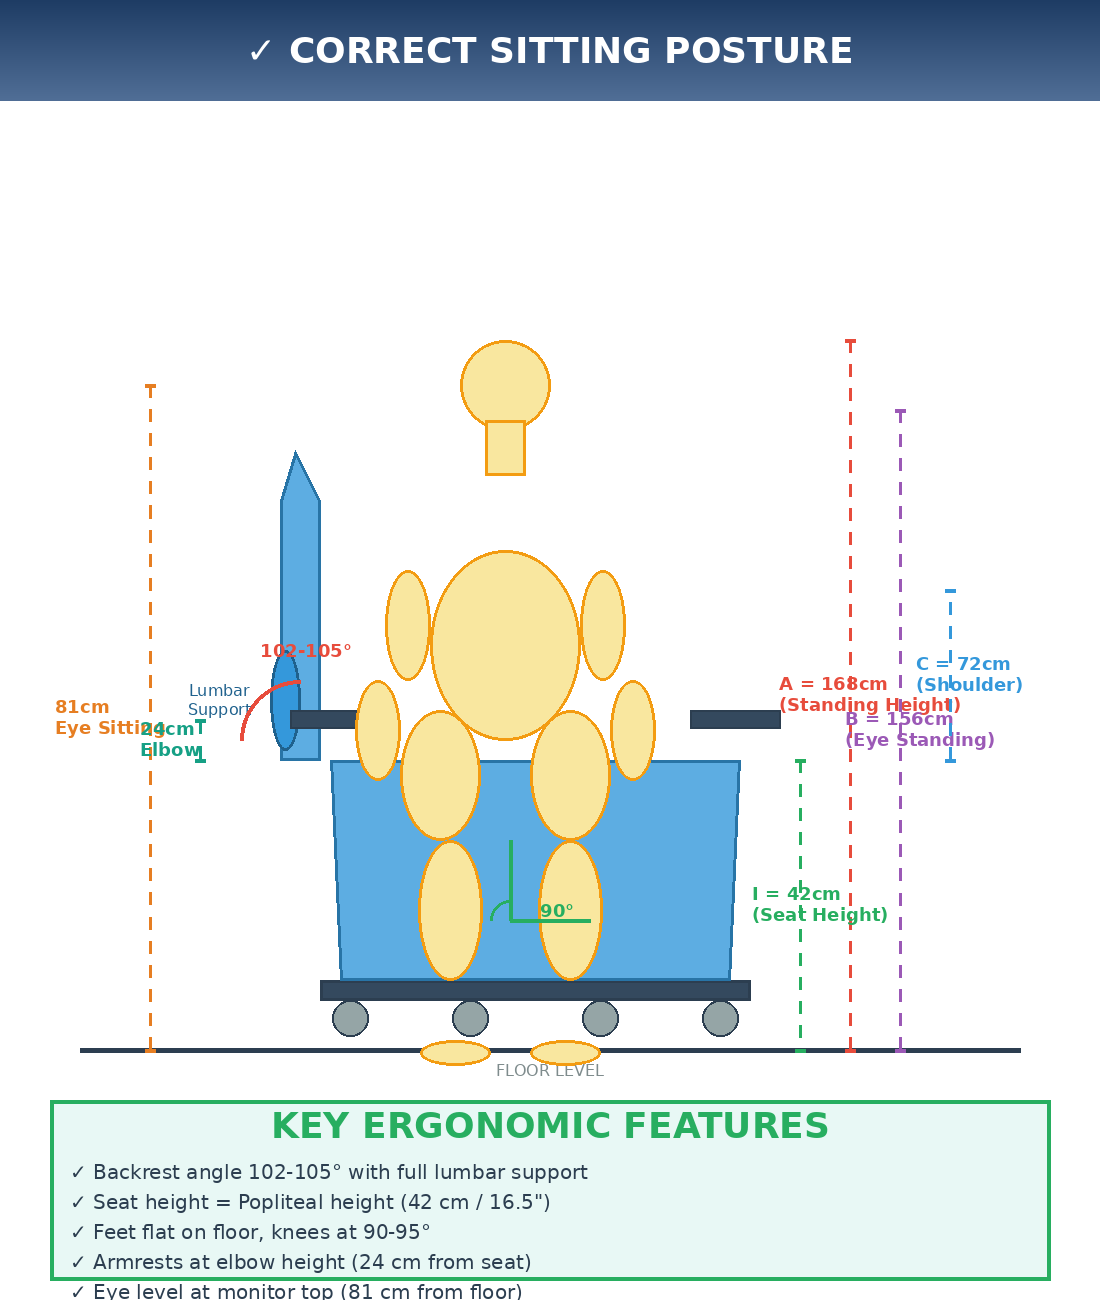 ✓ CORRECT SITTING POSTURE
102-105°
Lumbar
Support
81cm
Eye Sitting
24cm
Elbow
C = 72cm
(Shoulder)
A = 168cm
(Standing Height)
B = 156cm
(Eye Standing)
I = 42cm
(Seat Height)
90°
FLOOR LEVEL
KEY ERGONOMIC FEATURES
✓ Backrest angle 102-105° with full lumbar support
✓ Seat height = Popliteal height (42 cm / 16.5")
✓ Feet flat on floor, knees at 90-95°
✓ Armrests at elbow height (24 cm from seat)
✓ Eye level at monitor top (81 cm from floor)